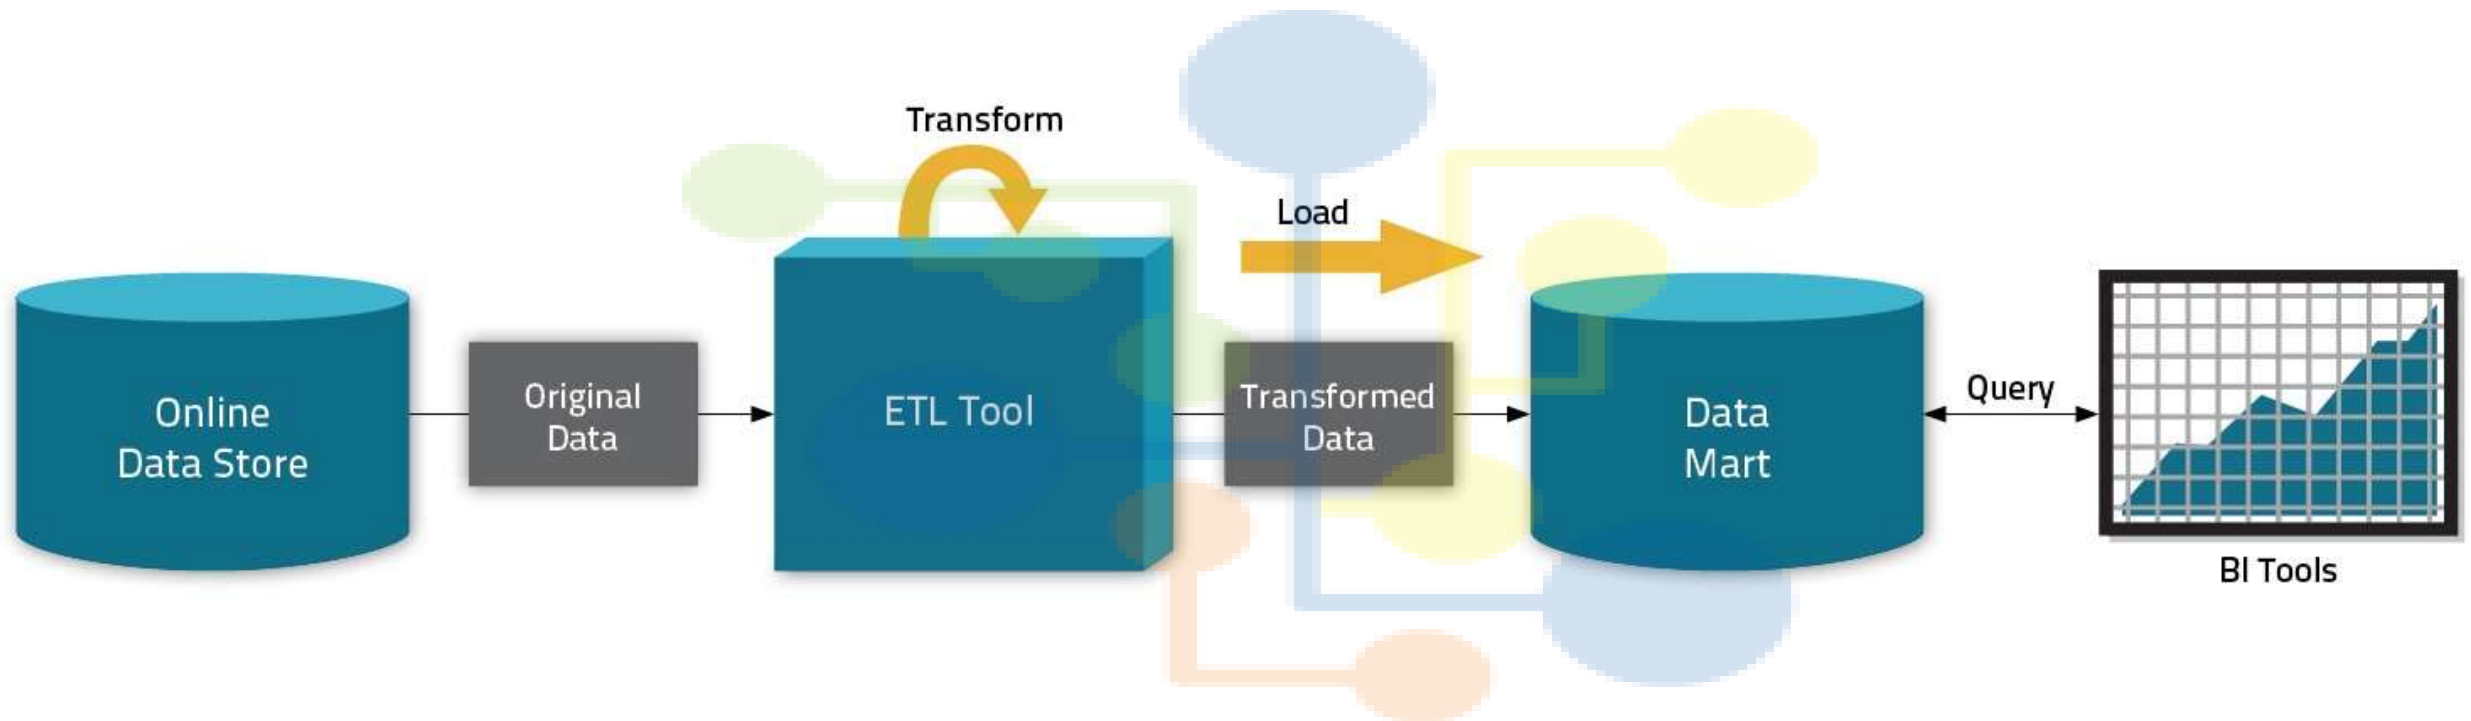 Transform
Load
Online
Data Store
Original
Data
ETL Tool
Transformed
Data
Data
Mart
Query
BI Tools